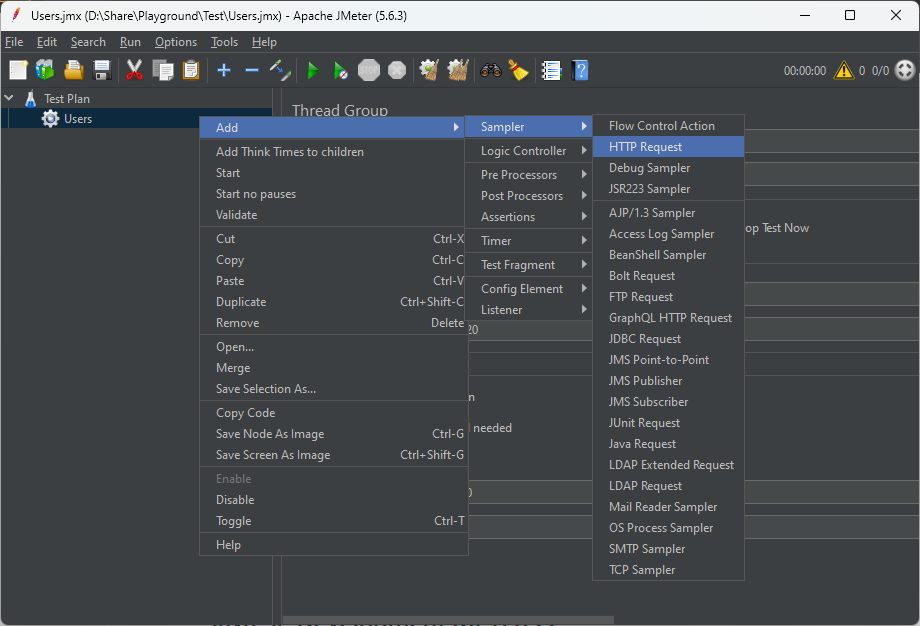 Users.jmx (D:\Share\Playground\Test\Users.jmx) - Apache JMeter (5.6.3)
File Edit Search Run Options Tools Help
STOP 00:00:00 0 0/0
Test Plan
Users
Thread Group
Add
Add Think Times to children
Start
Start no pauses
Validate
Cut Ctrl-X
Copy Ctrl-C
Paste Ctrl-V
Duplicate Ctrl+Shift-C
Remove Delete
Open...
Merge
Save Selection As...
Copy Code
Save Node As Image Ctrl-G
Save Screen As Image Ctrl+Shift-G
Enable
Disable
Toggle Ctrl-T
Help
Sampler
Logic Controller
Pre Processors
Post Processors
Assertions
Timer
Test Fragment
Config Element
Listener
20
needed
Flow Control Action
HTTP Request
Debug Sampler
JSR223 Sampler
AJP/1.3 Sampler
Access Log Sampler
BeanShell Sampler
Bolt Request
FTP Request
GraphQL HTTP Request
JDBC Request
JMS Point-to-Point
JMS Publisher
JMS Subscriber
JUnit Request
Java Request
LDAP Extended Request
LDAP Request
Mail Reader Sampler
OS Process Sampler
SMTP Sampler
TCP Sampler
op Test Now